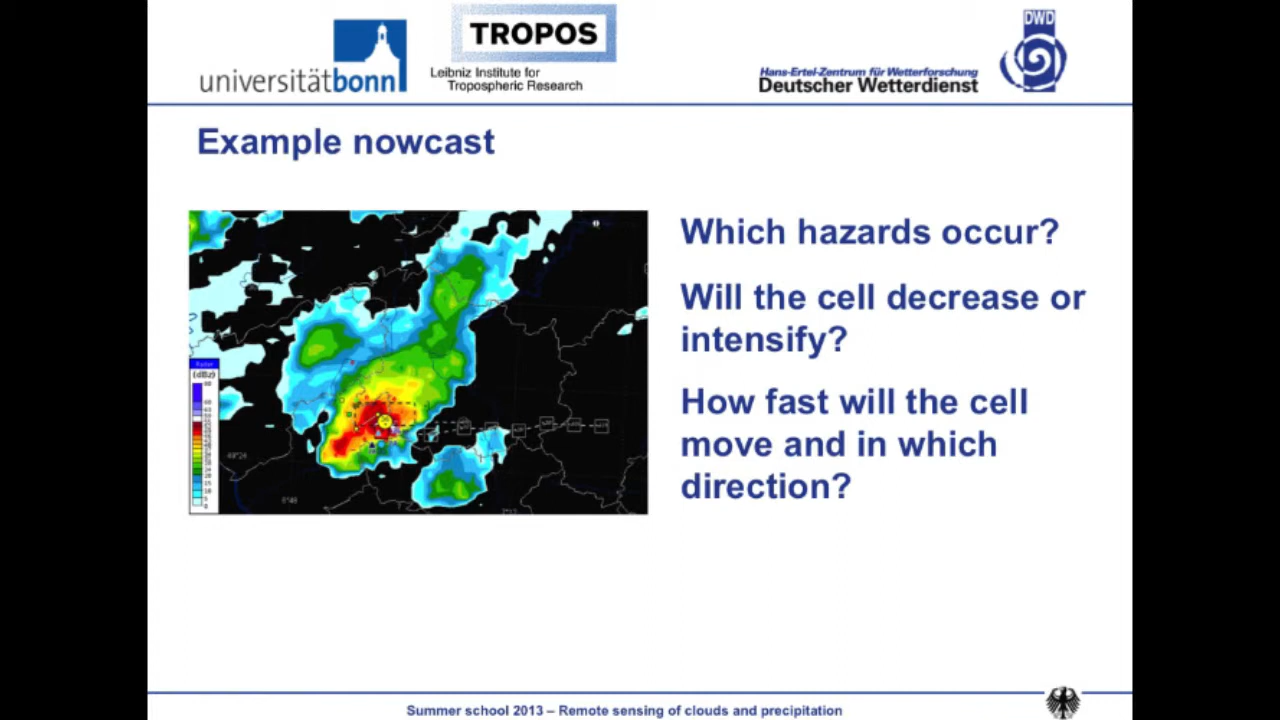 universitätbonn
TROPOS
Leibniz Institute for
Tropospheric Research
DWD
Hans-Ertel-Zentrum für Wetterforschung
Deutscher Wetterdienst
Example nowcast
Which hazards occur?
Will the cell decrease or
intensify?
How fast will the cell
move and in which
direction?
Radar
(dBz)
Summer school 2013 – Remote sensing of clouds and precipitation